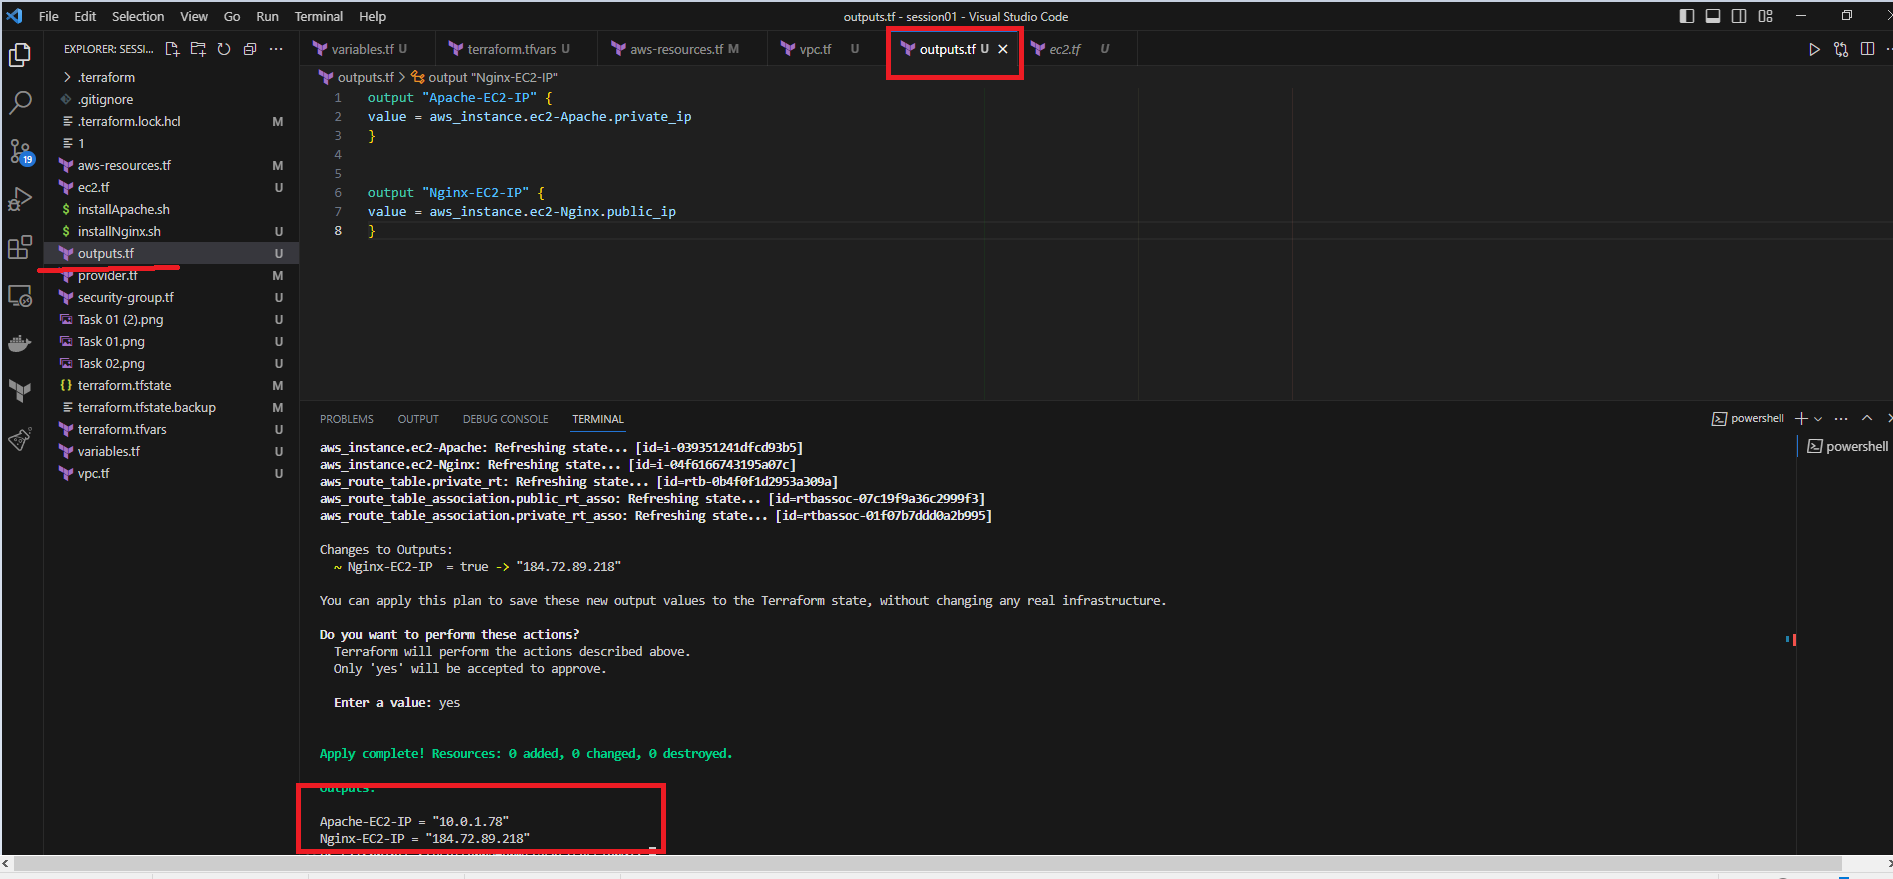 File Edit Selection View Go Run Terminal Help
outputs.tf - session01 - Visual Studio Code
EXPLORER: SESSI...
.terraform
.gitignore
.terraform.lock.hcl M
1
aws-resources.tf M
ec2.tf U
installApache.sh
installNginx.sh U
outputs.tf U
provider.tf M
security-group.tf U
Task 01 (2).png U
Task 01.png U
Task 02.png U
terraform.tfstate M
terraform.tfstate.backup M
terraform.tfvars U
variables.tf U
vpc.tf U
19
variables.tf U
terraform.tfvars U
aws-resources.tf M
vpc.tf U
outputs.tf U
ec2.tf U
outputs.tf > output "Nginx-EC2-IP"
1 output "Apache-EC2-IP" {
2 value = aws_instance.ec2-Apache.private_ip
3 }
4
5
6 output "Nginx-EC2-IP" {
7 value = aws_instance.ec2-Nginx.public_ip
8 }
PROBLEMS OUTPUT DEBUG CONSOLE TERMINAL
powershell
powershell
aws_instance.ec2-Apache: Refreshing state... [id=i-039351241dfcd93b5]
aws_instance.ec2-Nginx: Refreshing state... [id=i-04f6166743195a07c]
aws_route_table.private_rt: Refreshing state... [id=rtb-0b4f0f1d2953a309a]
aws_route_table_association.public_rt_asso: Refreshing state... [id=rtbassoc-07c19f9a36c2999f3]
aws_route_table_association.private_rt_asso: Refreshing state... [id=rtbassoc-01f07b7ddd0a2b995]
Changes to Outputs:
~ Nginx-EC2-IP = true -> "184.72.89.218"
You can apply this plan to save these new output values to the Terraform state, without changing any real infrastructure.
Do you want to perform these actions?
Terraform will perform the actions described above.
Only 'yes' will be accepted to approve.
Enter a value: yes
Apply complete! Resources: 0 added, 0 changed, 0 destroyed.
Outputs:
Apache-EC2-IP = "10.0.1.78"
Nginx-EC2-IP = "184.72.89.218"